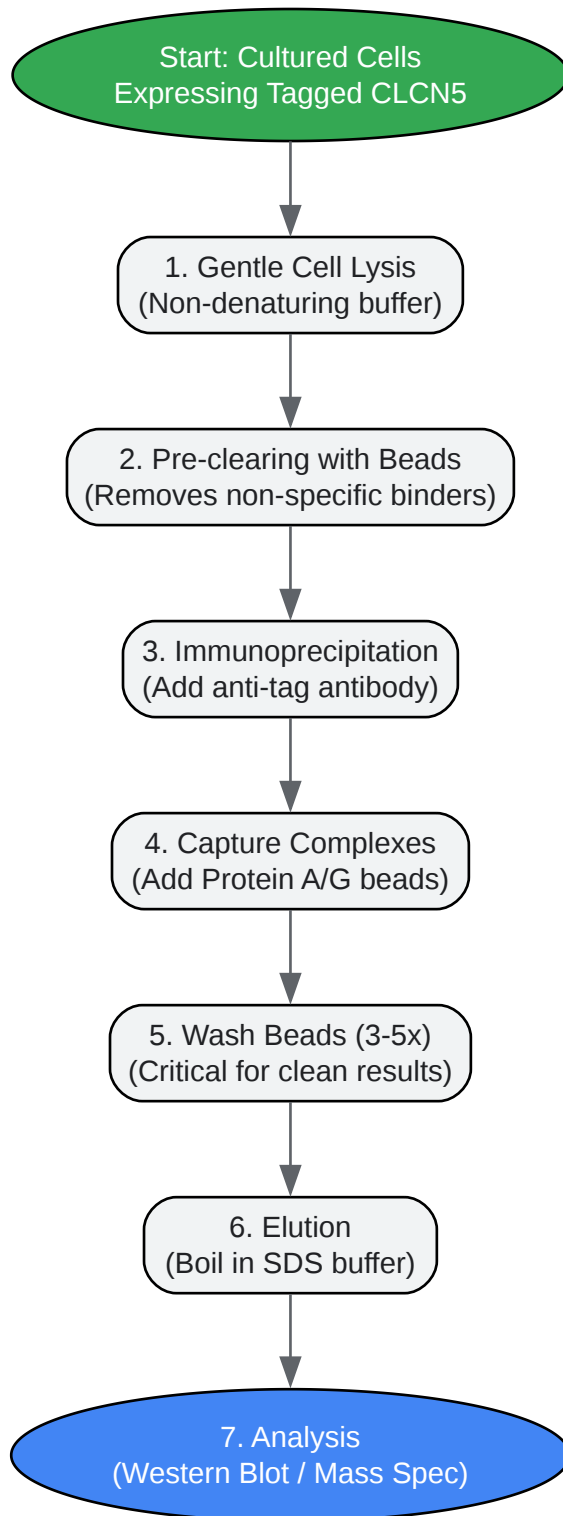 Start: Cultured Cells
Expressing Tagged CLCN5
1. Gentle Cell Lysis
(Non-denaturing buffer)
2. Pre-clearing with Beads
(Removes non-specific binders)
3. Immunoprecipitation
(Add anti-tag antibody)
4. Capture Complexes
(Add Protein A/G beads)
5. Wash Beads (3-5x)
(Critical for clean results)
6. Elution
(Boil in SDS buffer)
7. Analysis
(Western Blot / Mass Spec)